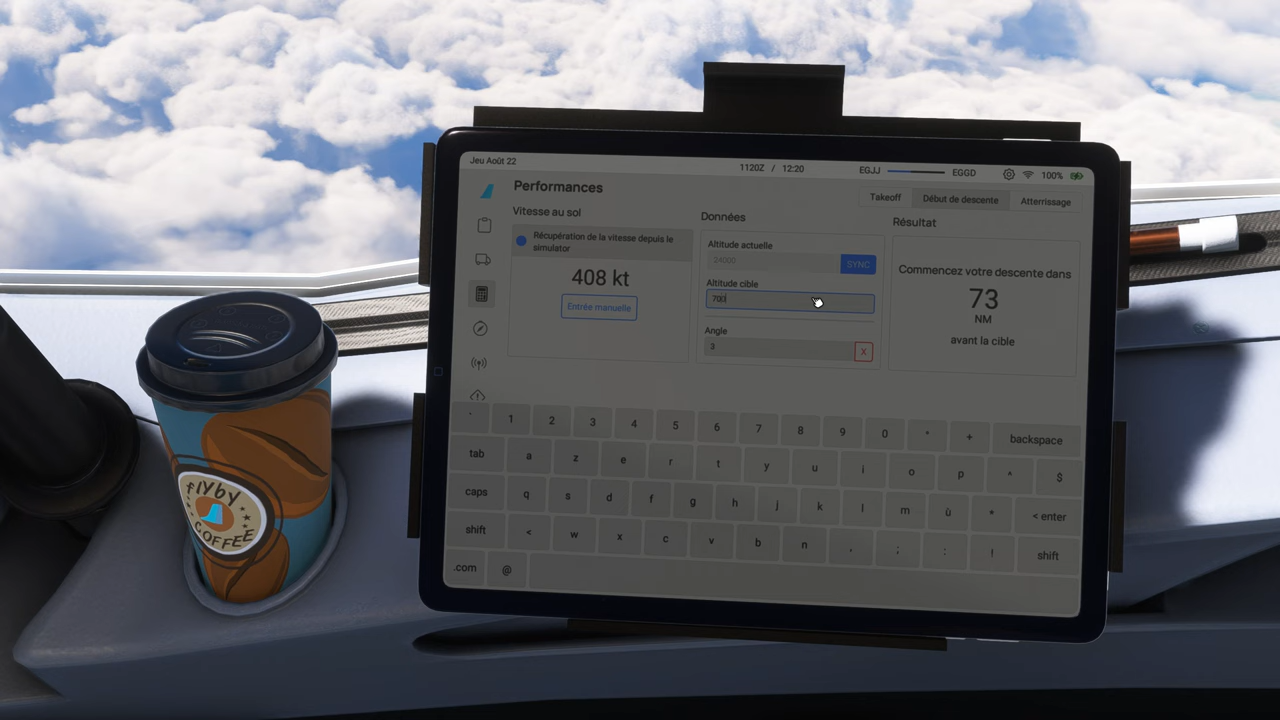 Jeu Août 22
1120Z / 12:20
EGJJ
EGGD
100%
Performances
Takeoff
Début de descente
Atterrissage
Vitesse au sol
Récupération de la vitesse depuis le
simulator
408 kt
Entrée manuelle
Données
Altitude actuelle
24000
SYNC
Altitude cible
Angle
3
X
Résultat
Commencez votre descente dans
73
NM
avant la cible
1 2 3 4 5 6 7 8 9 0 * + backspace
tab a z e r t y u i o p ^ $
caps q s d f g h j k l m ù * < enter
shift < w x c v b n , ; : ! shift
.com @
flyby
COFFEE